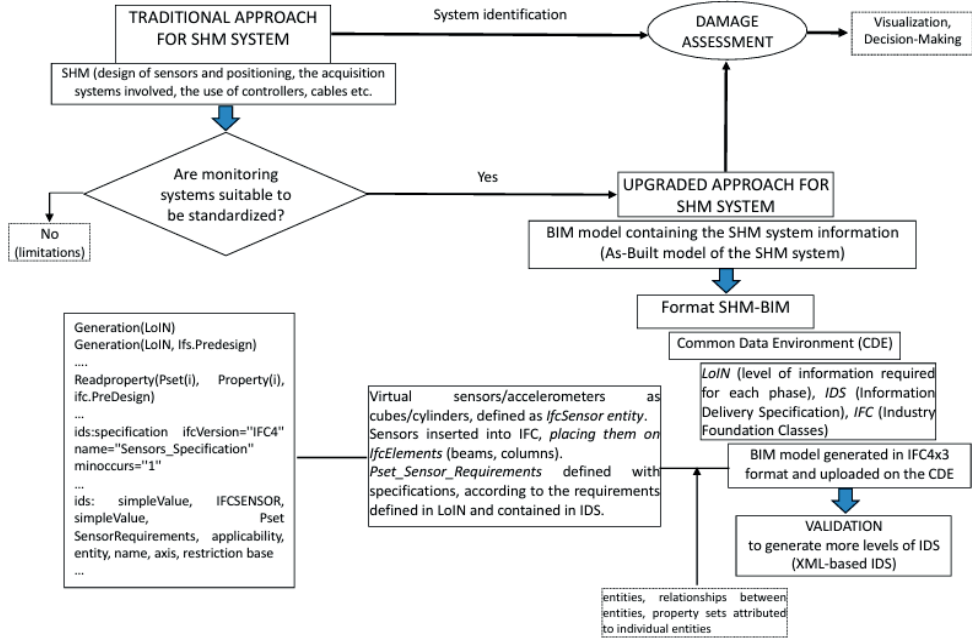 TRADITIONAL APPROACH
FOR SHM SYSTEM
System identification
DAMAGE
ASSESSMENT
Visualization,
Decision-Making
SHM (design of sensors and positioning, the acquisition
systems involved, the use of controllers, cables etc.
Are monitoring
systems suitable to
be standardized?
Yes
No
(limitations)
UPGRADED APPROACH FOR
SHM SYSTEM
BIM model containing the SHM system information
(As-Built model of the SHM system)
Format SHM-BIM
Common Data Environment (CDE)
LoIN (level of information required
for each phase), IDS (Information
Delivery Specification), IFC (Industry
Foundation Classes)
BIM model generated in IFC4x3
format and uploaded on the CDE
VALIDATION
to generate more levels of IDS
(XML-based IDS)
Virtual sensors/accelerometers as
cubes/cylinders, defined as IfcSensor entity.
Sensors inserted into IFC, placing them on
IfcElements (beams, columns).
Pset_Sensor_Requirements defined with
specifications, according to the requirements
defined in LoIN and contained in IDS.
entities, relationships between
entities, property sets attributed
to individual entities
Generation(LoIN)
Generation(LoIN, Ifs.Predesign)
....
Readproperty(Pset(i), Property(i),
ifc.PreDesign)
...
ids:specification ifcVersion="IFC4"
name="Sensors_Specification"
minoccurs="1"
...
ids: simpleValue, IFCSENSOR,
simpleValue, Pset
SensorRequirements, applicability,
entity, name, axis, restriction base
...